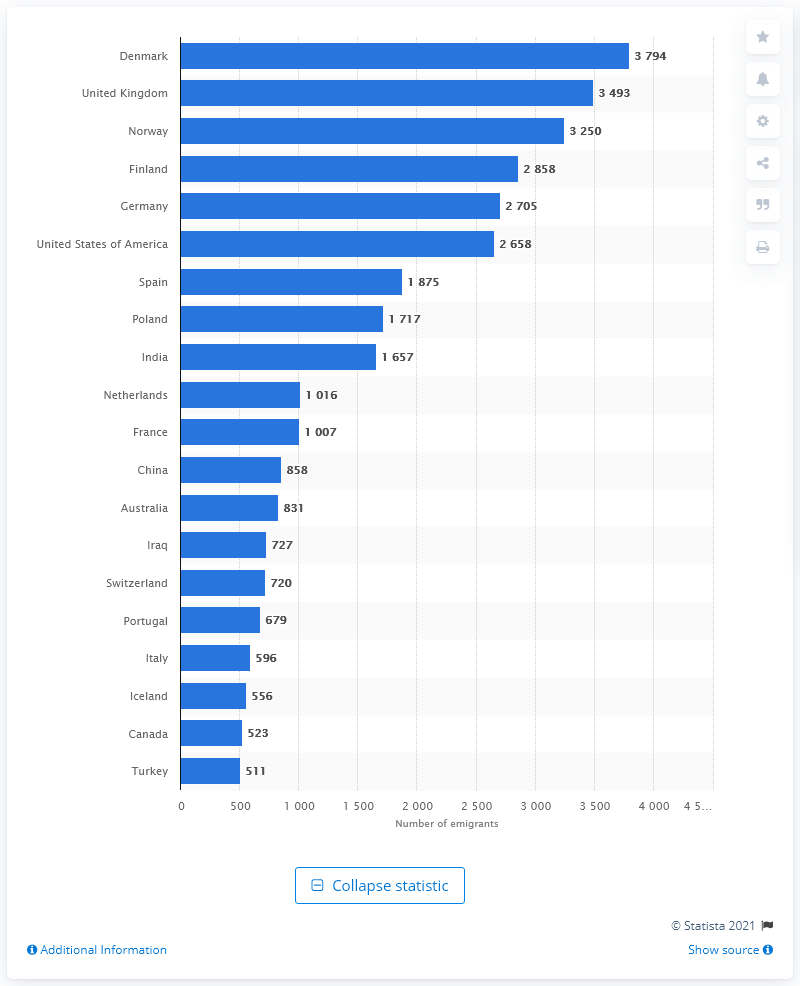 Denmark 3 794
United Kingdom 3 493
Norway 3 250
Finland 2 858
Germany 2 705
United States of America 2 658
Spain 1 875
Poland 1 717
India 1 657
Netherlands 1 016
France 1 007
China 858
Australia 831
Iraq 727
Switzerland 720
Portugal 679
Italy 596
Iceland 556
Canada 523
Turkey 511
0 500 1 000 1 500 2 000 2 500 3 000 3 500 4 000 4 5...
Number of emigrants
Collapse statistic
© Statista 2021
Additional Information Show source